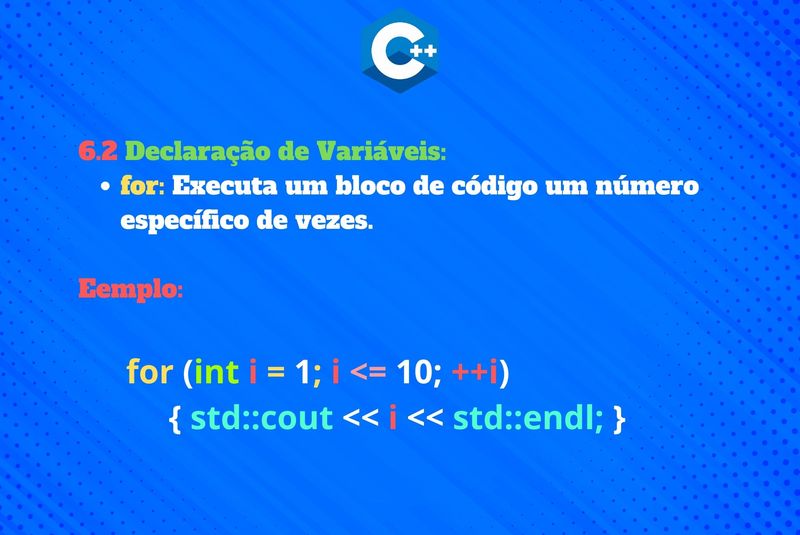 C++
6.2 Declaração de Variáveis:
• for: Executa um bloco de código um número
específico de vezes.
Eemplo:
for (int i = 1; i <= 10; ++i)
{ std::cout << i << std::endl; }